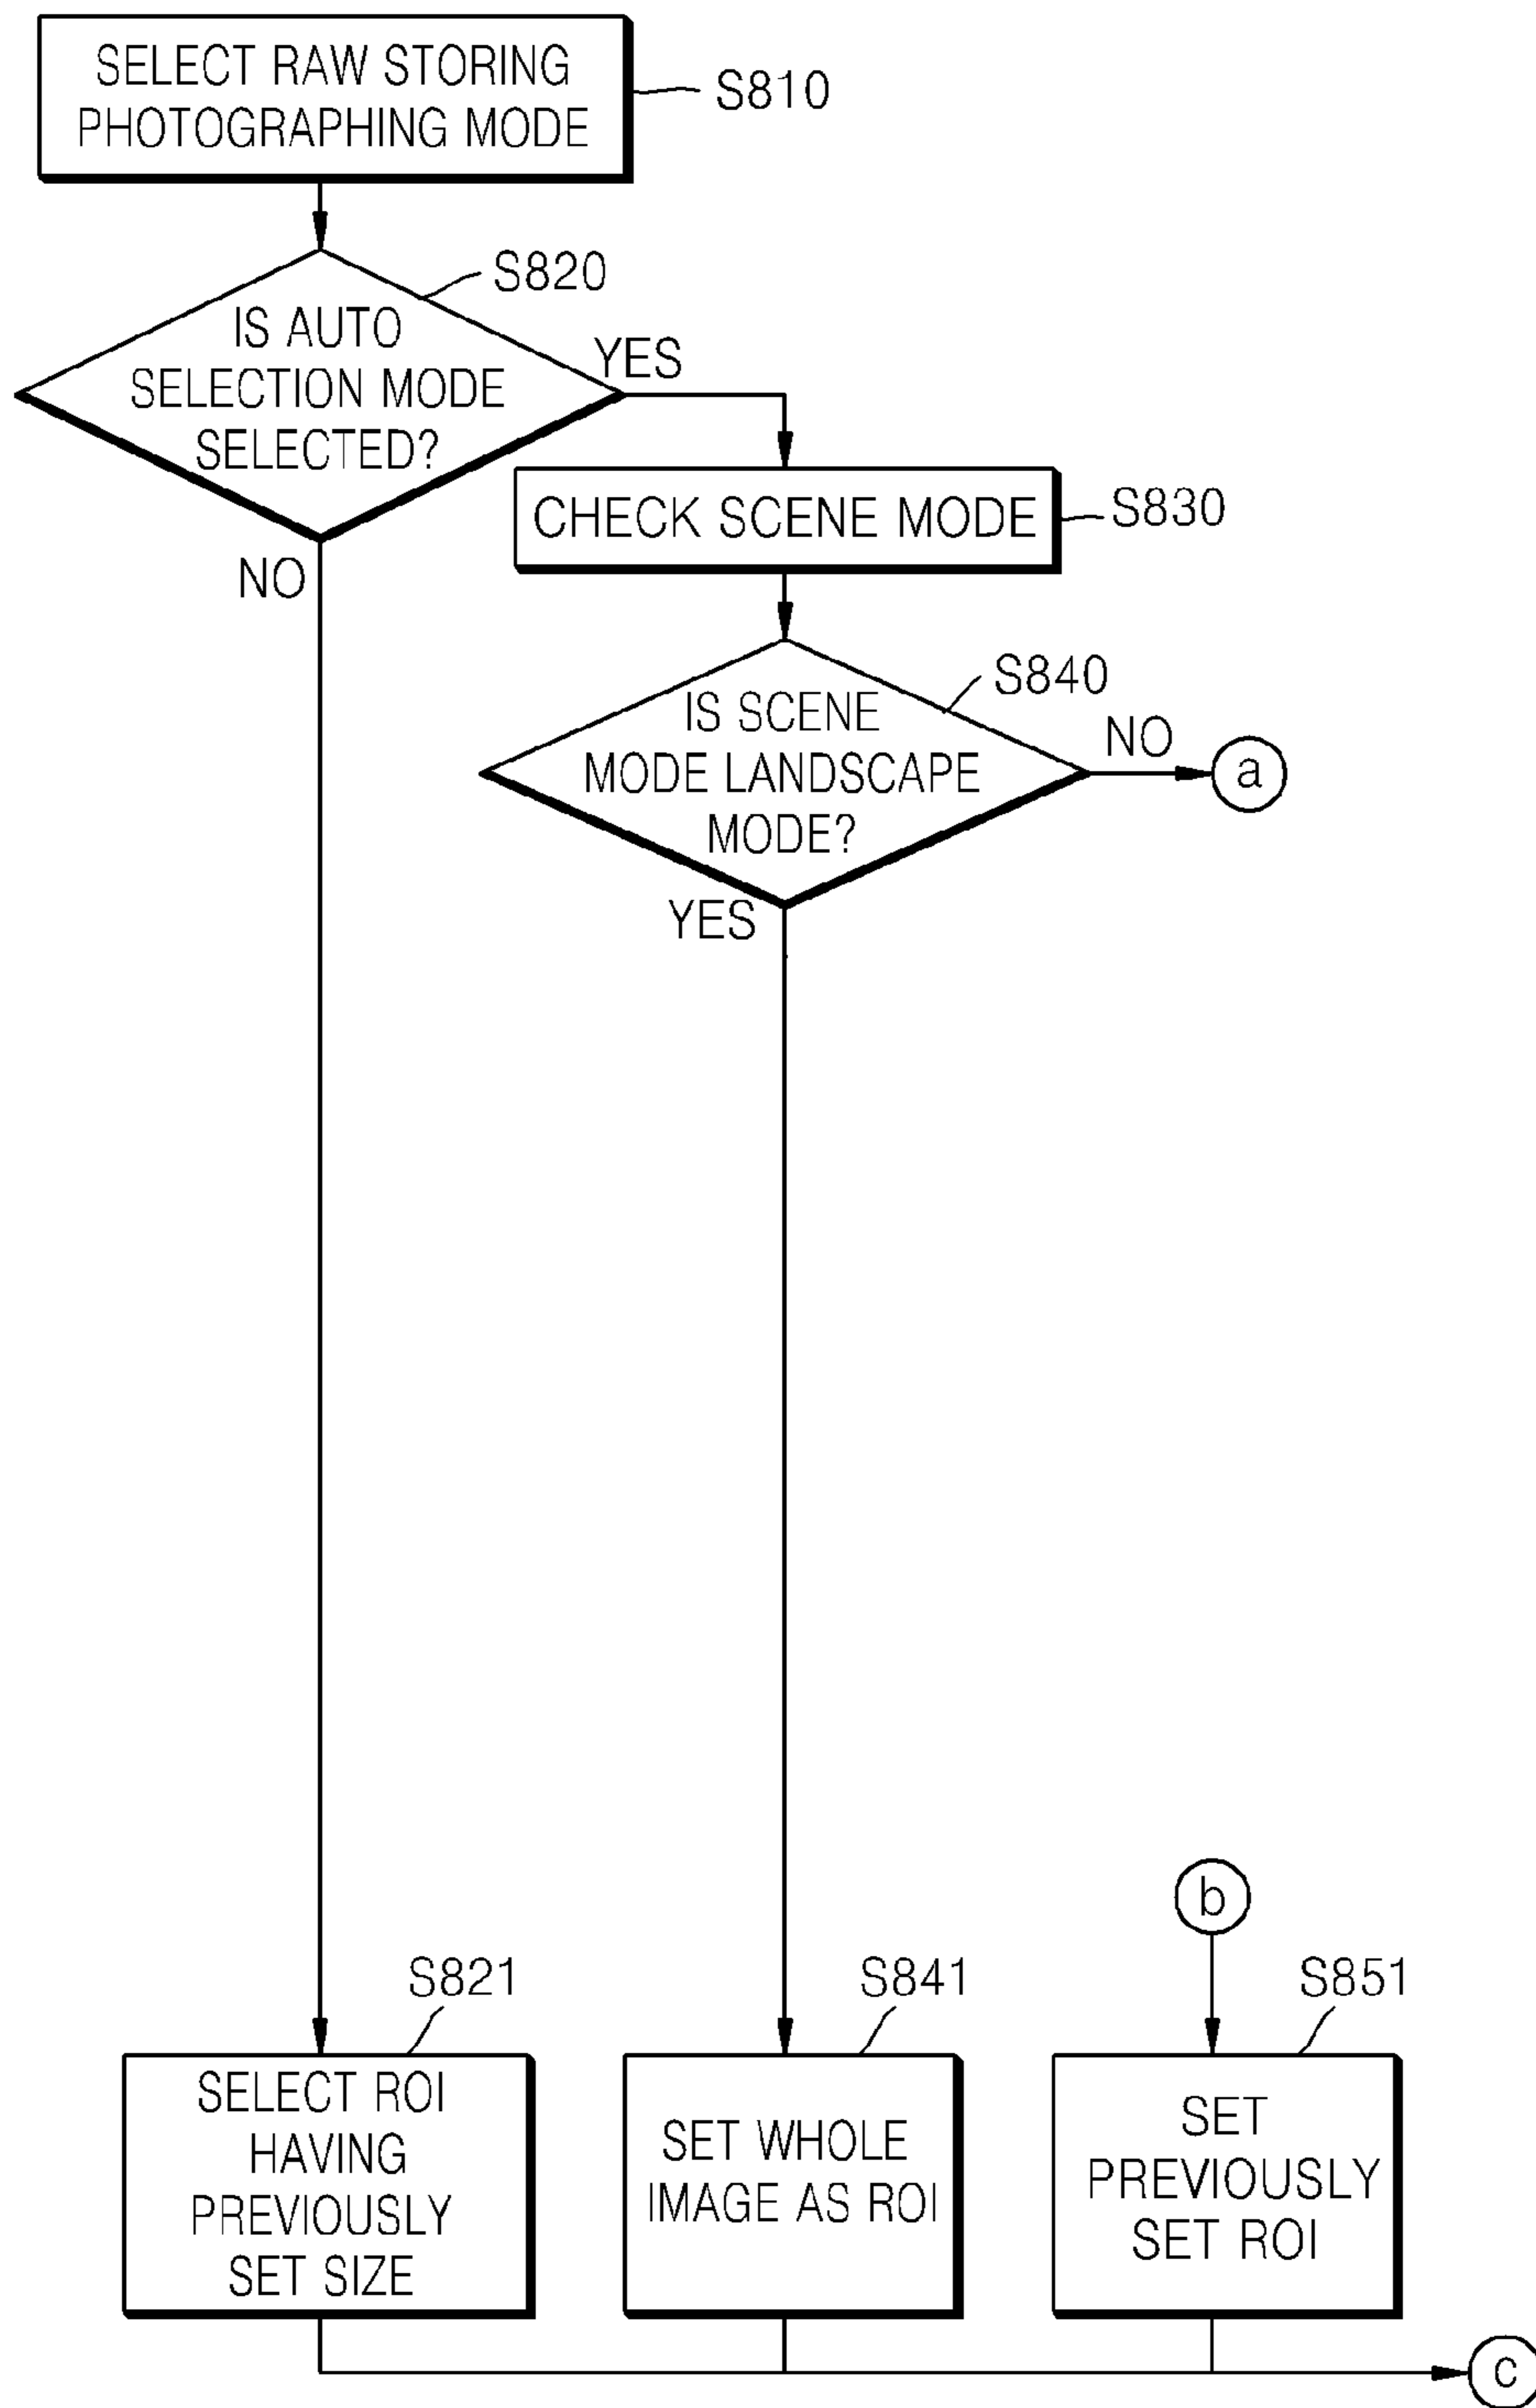 SELECT RAW STORING
PHOTOGRAPHING MODE
S810
S820
IS AUTO
SELECTION MODE
SELECTED?
YES
NO
CHECK SCENE MODE
S830
S840
IS SCENE
MODE LANDSCAPE
MODE?
NO
a
YES
b
S821
SELECT ROI
HAVING
PREVIOUSLY
SET SIZE
S841
SET WHOLE
IMAGE AS ROI
S851
SET
PREVIOUSLY
SET ROI
c